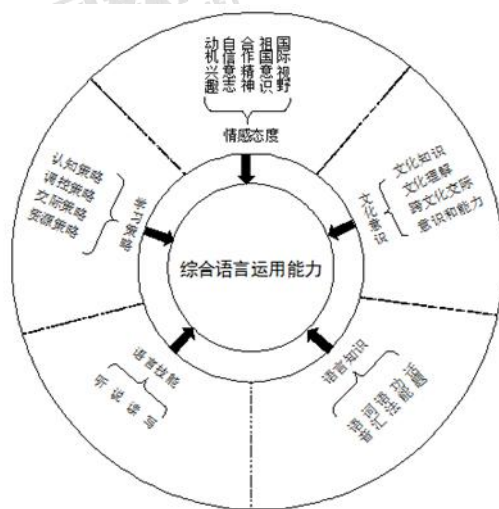 国际视野
祖国意识
合作精神
自信意志
动机兴趣
情感态度
文化知识
文化理解
跨文化交际
意识和能力
文化意识
认知策略
调控策略
交际策略
资源策略
学习策略
综合语言运用能力
语言技能
听 说 读 写
语言知识
语音
词汇
语法
功能
话题